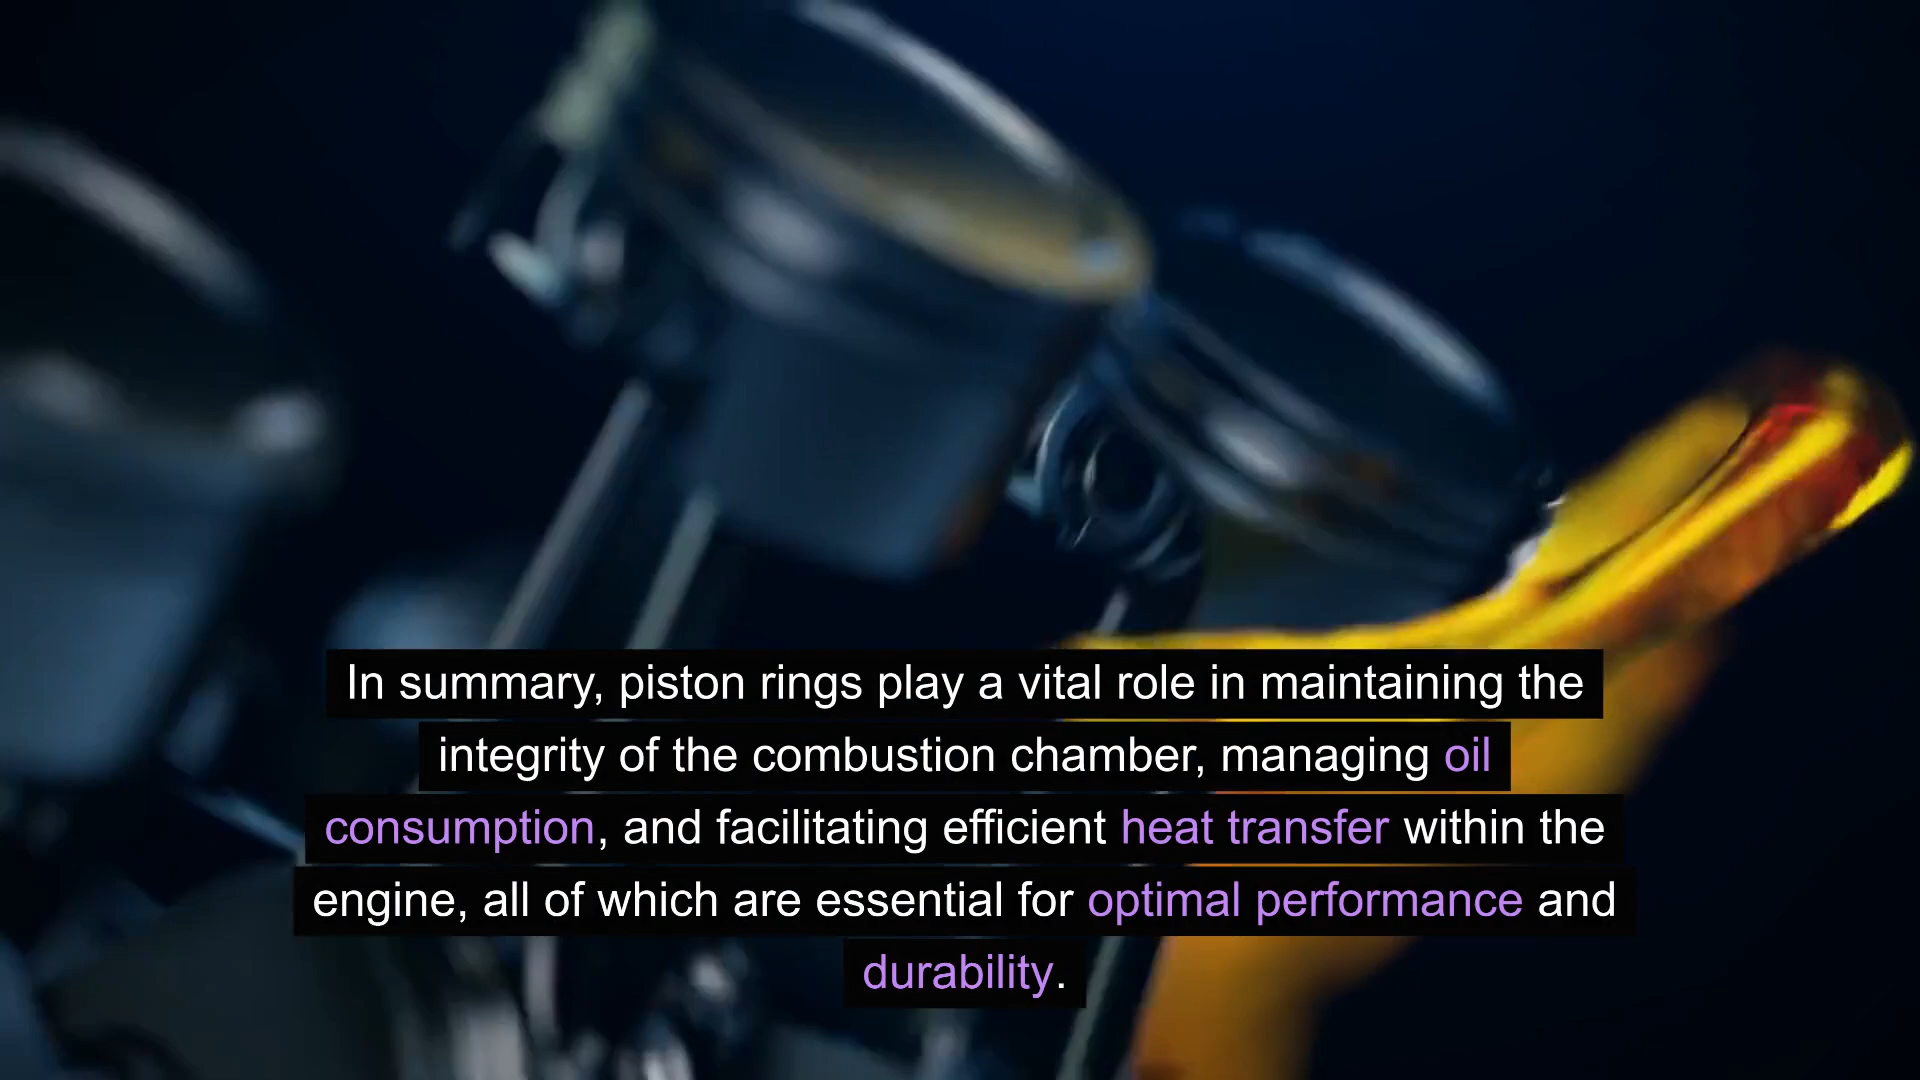 In summary, piston rings play a vital role in maintaining the
integrity of the combustion chamber, managing oil
consumption, and facilitating efficient heat transfer within the
engine, all of which are essential for optimal performance and
durability.